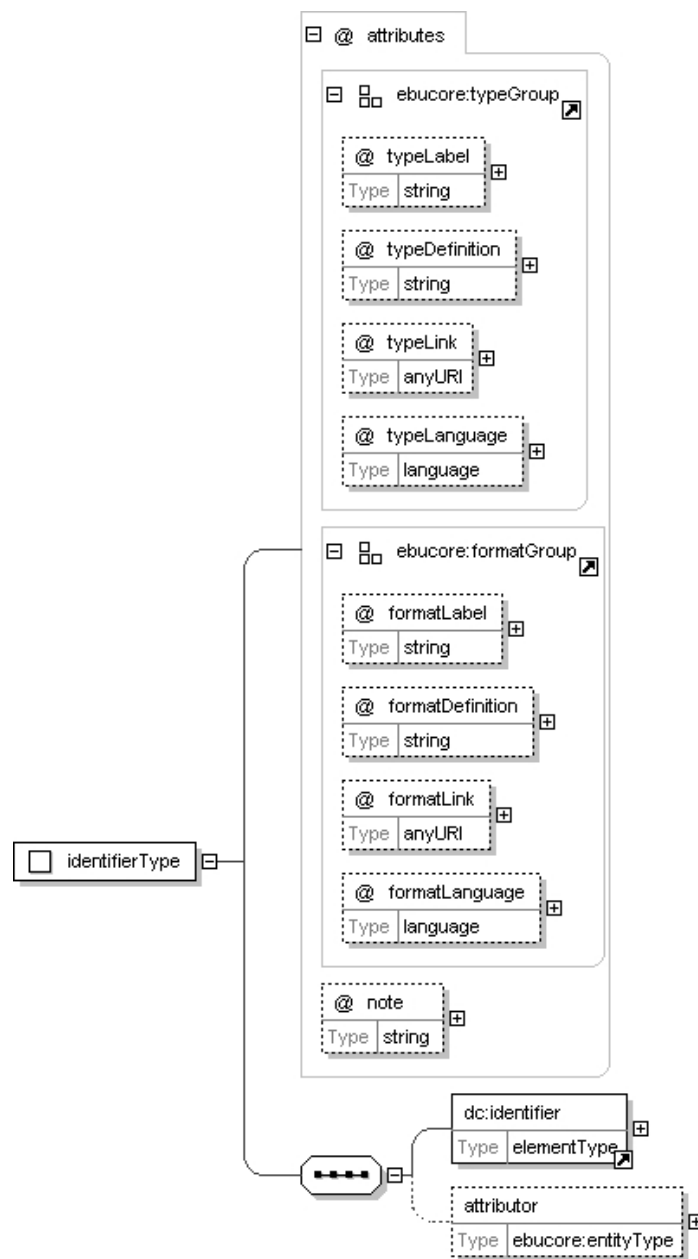 @ attributes
ebucore:typeGroup
@ typeLabel
Type string
@ typeDefinition
Type string
@ typeLink
Type anyURI
@ typeLanguage
Type language
ebucore:formatGroup
@ formatLabel
Type string
@ formatDefinition
Type string
@ formatLink
Type anyURI
identifierType
@ formatLanguage
Type language
@ note
Type string
dc:identifier
Type elementType
attributor
Type ebucore:entityType